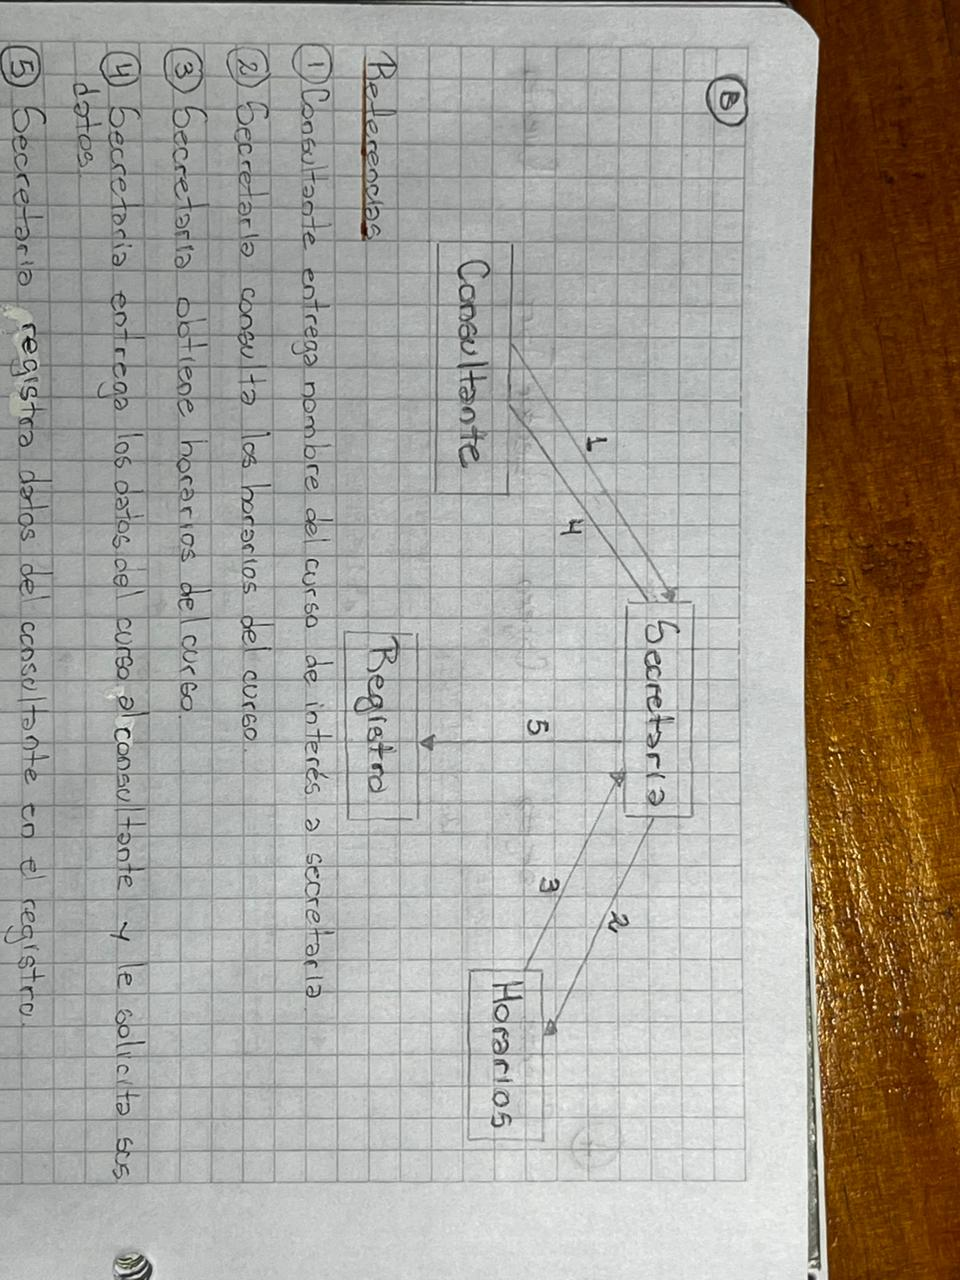 B
Secretaria
1
2
4
5
3
Consultante
Horarios
Registro
Referencias
1 Consultante entrega nombre del curso de interés a secretaria.
2 Secretaria consulta los horarios del curso.
3 Secretaria obtiene horarios del curso.
4 Secretaria entrega los datos del curso al consultante y le solicita sus
datos.
5 Secretaria registra datos del consultante en el registro.